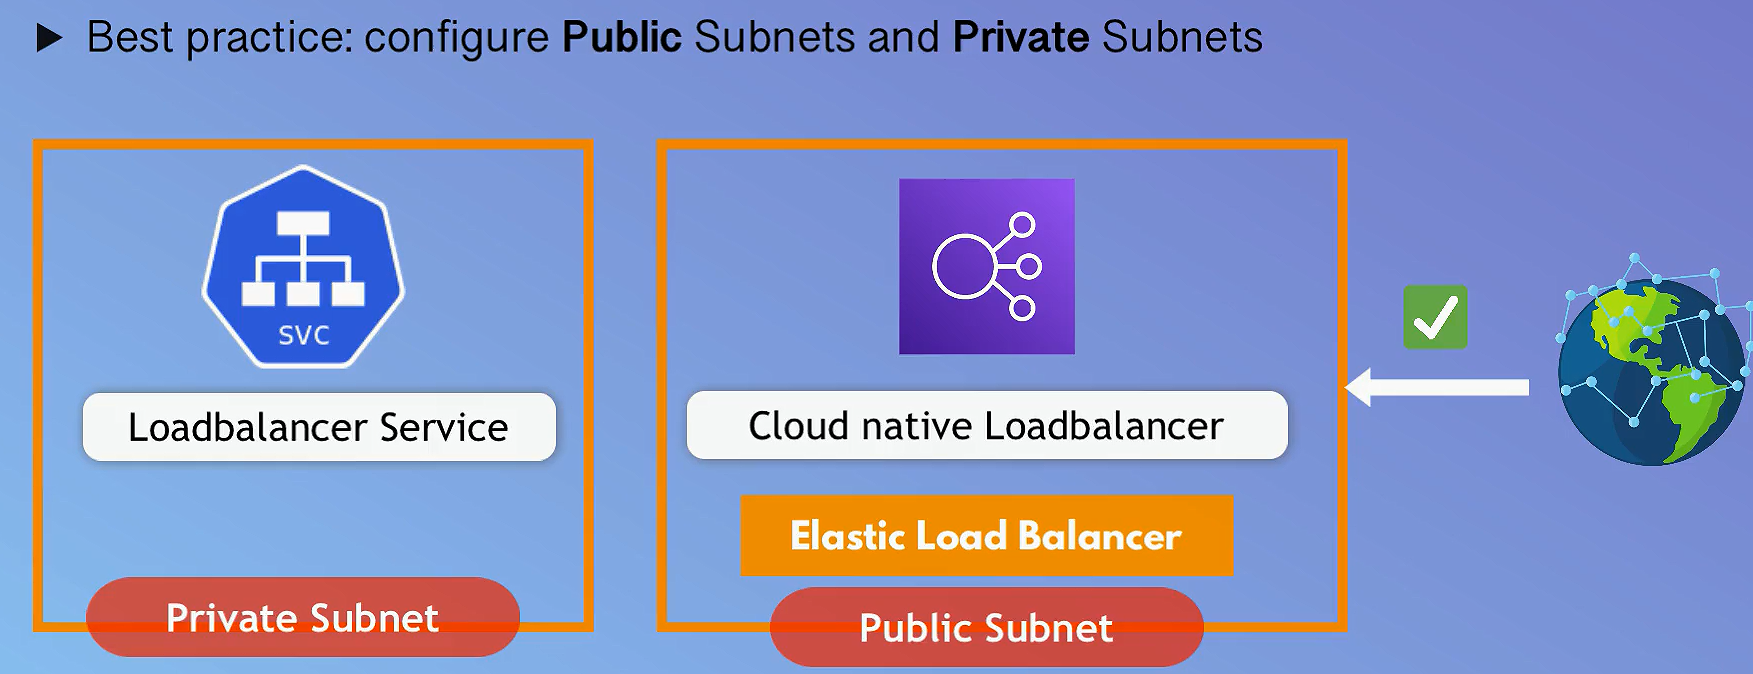 Best practice: configure Public Subnets and Private Subnets
svc
Loadbalancer Service
Private Subnet
Cloud native Loadbalancer
Elastic Load Balancer
Public Subnet